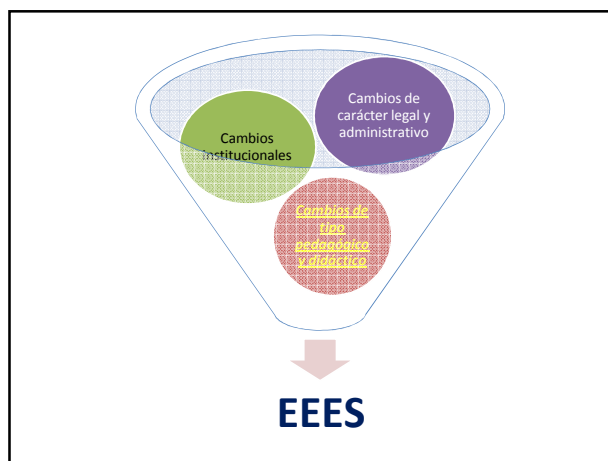 Cambios de
carácter legal y
administrativo
Cambios
institucionales
Cambios de
tipo
pedagógico
y didáctico
EEES